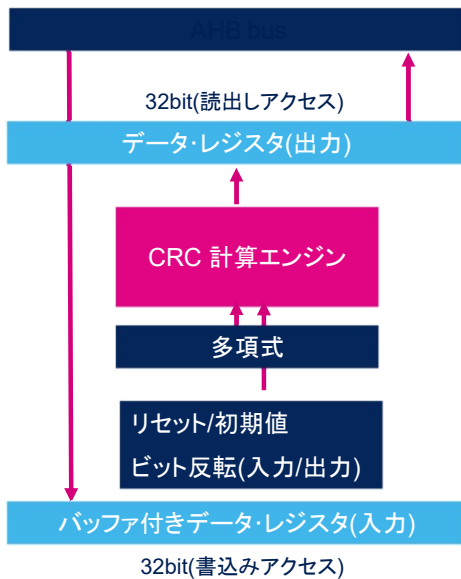 AHB bus
32bit(読出しアクセス)
データ・レジスタ(出力)
CRC 計算エンジン
多項式
リセット/初期値
ビット反転(入力/出力)
バッファ付きデータ・レジスタ(入力)
32bit(書込みアクセス)